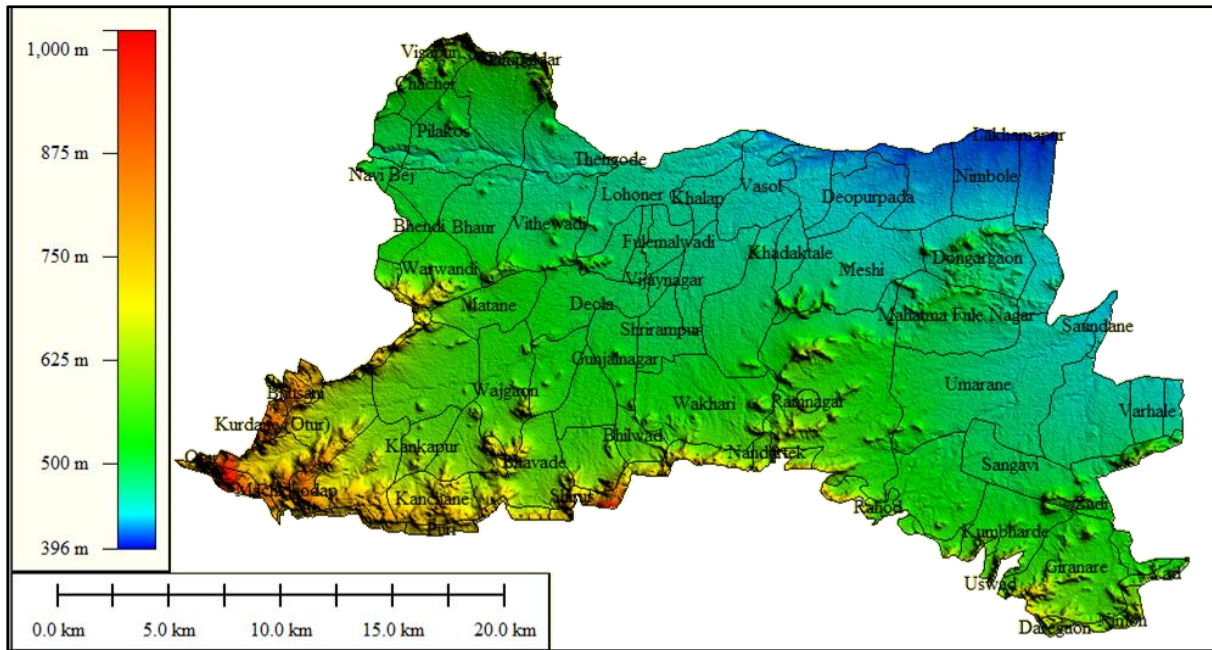 1,000 m
875 m
750 m
625 m
500 m
396 m
0.0 km 5.0 km 10.0 km 15.0 km 20.0 km
Visapur
Chacher
Pilakos
Thengode
Navi Bej
Lohoner
Khalap
Vasol
Deopurpada
Nimbole
Lakhamapur
Bhendi
Bhaur
Vithewadi
Fulemalwadi
Khadaktale
Meshi
Dongargaon
Warwandi
Vijaynagar
Matane
Deola
Shrirampur
Mahatma Fule Nagar
Saundane
Gunjalnagar
Wajgaon
Umarane
Wakhari
Ramnagar
Varhale
Kurdane (Otur)
Kankapur
Bhilwad
Bhavade
Sangavi
Kanchane
Rahod
Kumbharde
Giranare
Uswad
Daregaon
Nimon